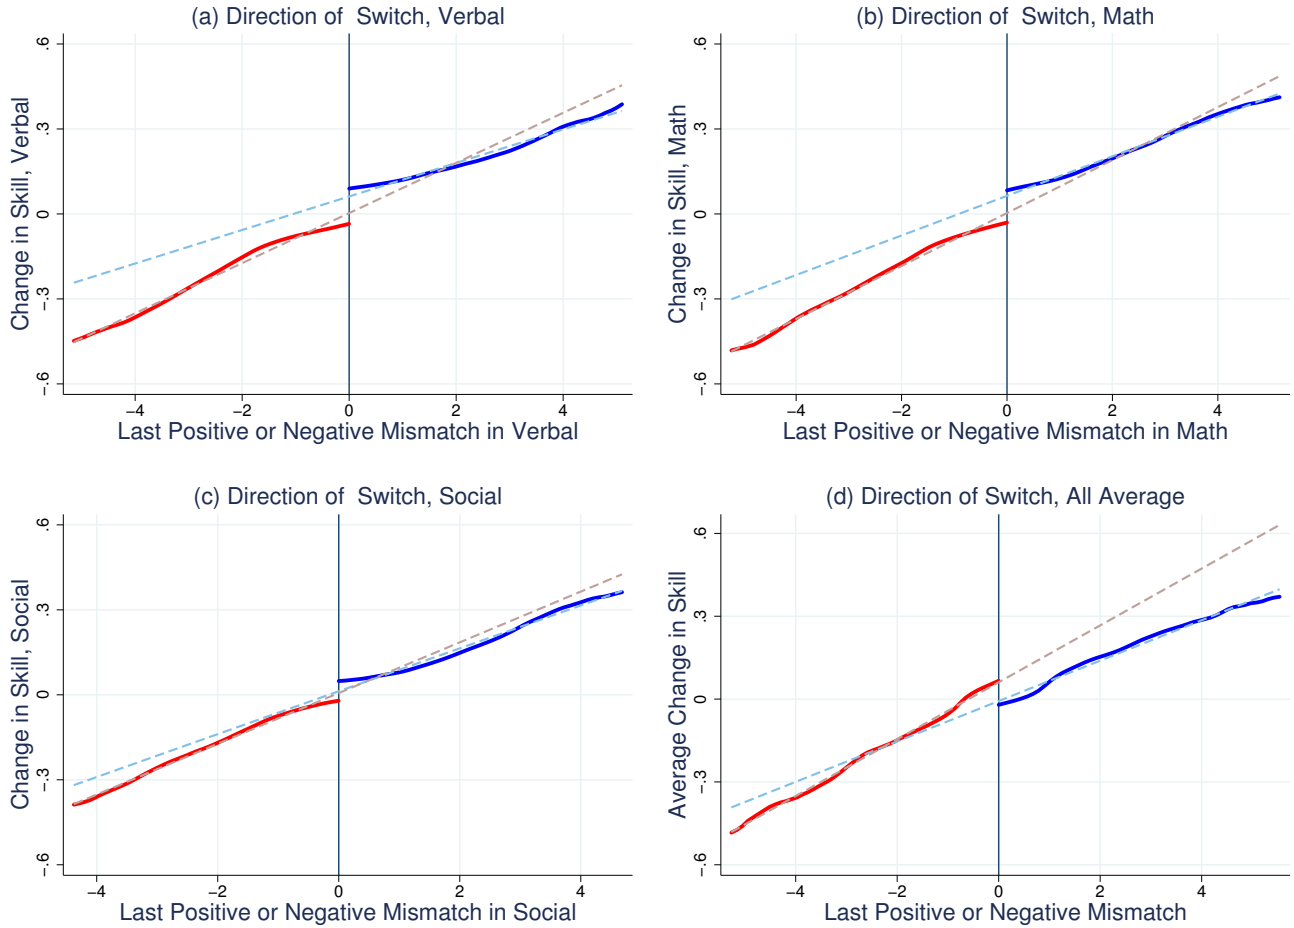 (a) Direction of  Switch, Verbal
Change in Skill, Verbal
.6
.3
0
-.3
-.6
-4 -2 0 2 4
Last Positive or Negative Mismatch in Verbal
(b) Direction of  Switch, Math
Change in Skill, Math
.6
.3
0
-.3
-.6
-4 -2 0 2 4
Last Positive or Negative Mismatch in Math
(c) Direction of  Switch, Social
Change in Skill, Social
.6
.3
0
-.3
-.6
-4 -2 0 2 4
Last Positive or Negative Mismatch in Social
(d) Direction of Switch, All Average
Average Change in Skill
.6
.3
0
-.3
-.6
-4 -2 0 2 4
Last Positive or Negative Mismatch